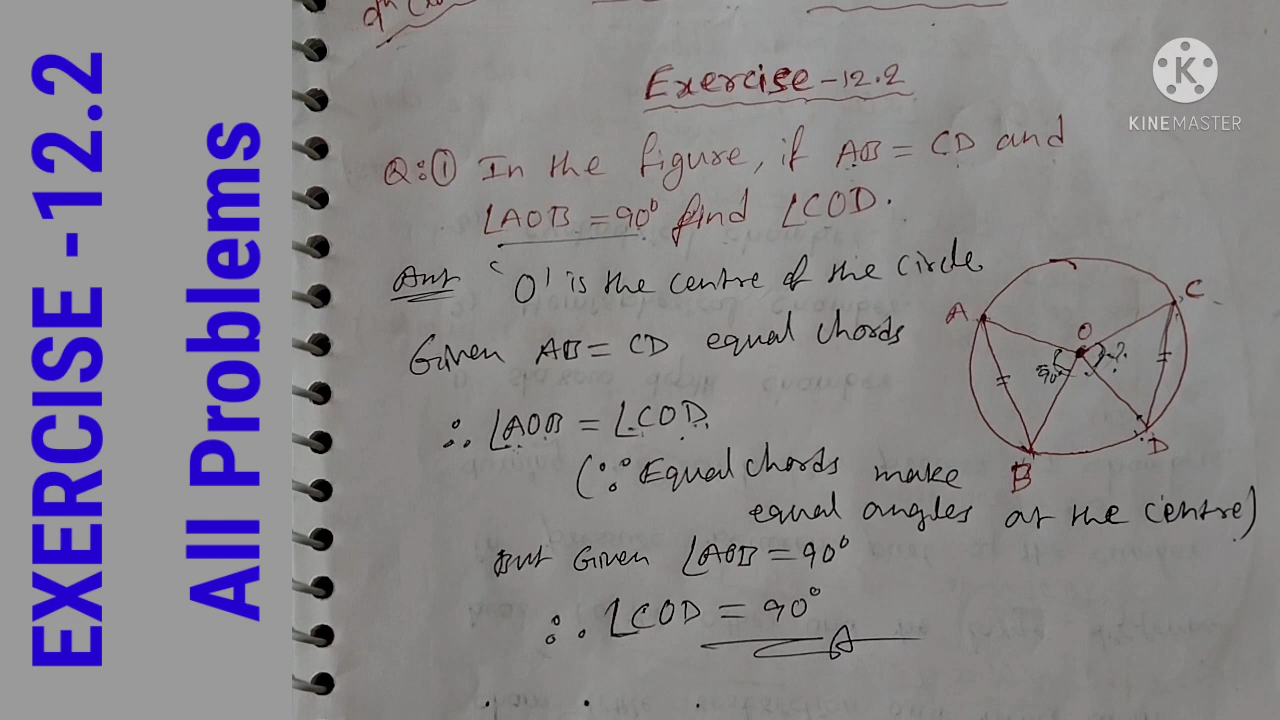 EXERCISE -12.2
All Problems
KINEMASTER
Exercise-12.2
Q:① In the figure, if AB = CD and
∠AOB = 90° find ∠COD.
Ans 'O' is the centre of the circle
Given AB = CD equal chords
∴ ∠AOB = ∠COD
(∵ Equal chords make
equal angles at the centre)
But Given ∠AOB = 90°
∴ ∠COD = 90°
A
C
O
90°
?
B
D